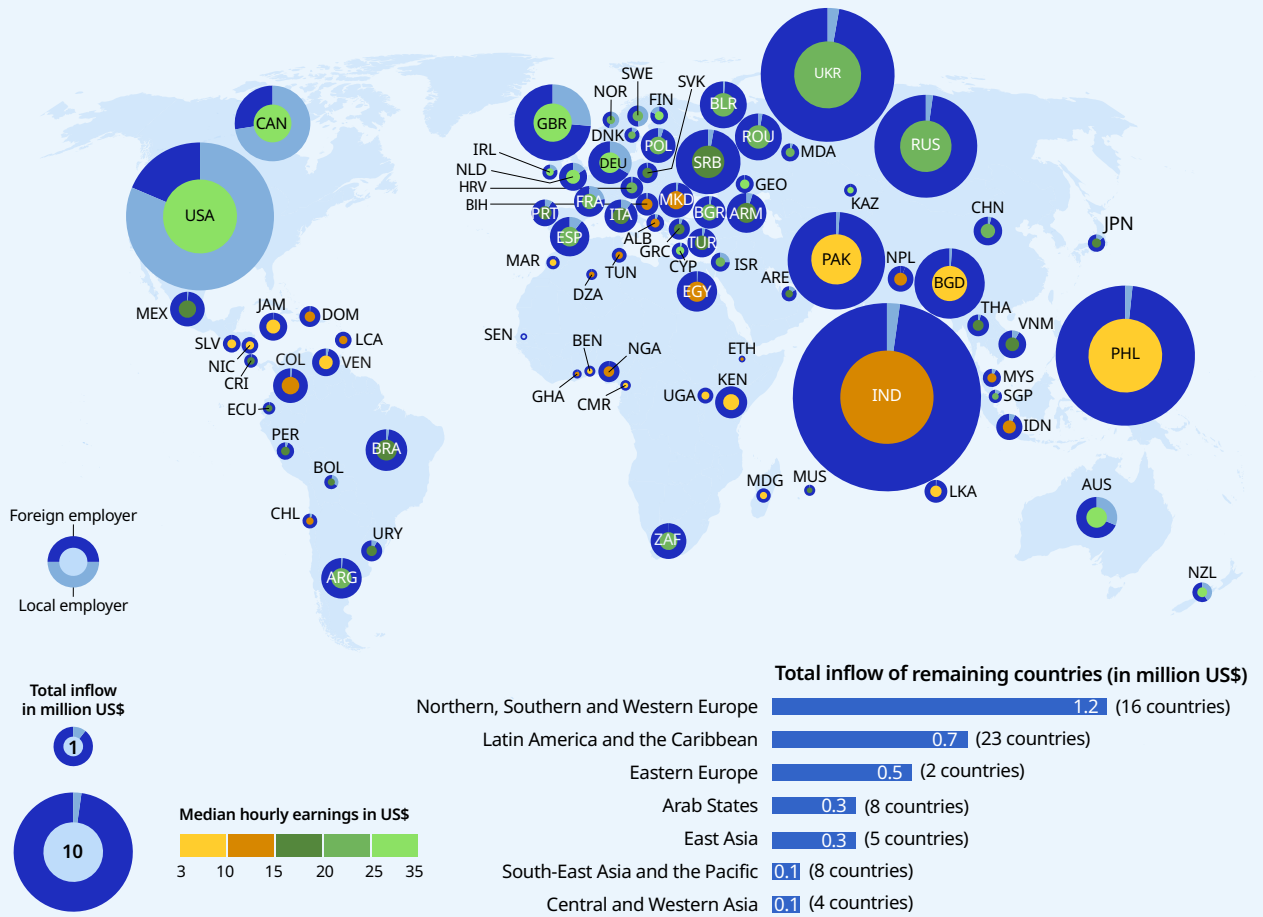 SWE
SVK
NOR
FIN
UKR
BLR
CAN
GBR
DNK
ROU
POL
RUS
IRL
DEU
SRB
MDA
NLD
HRV
GEO
BIH
FRA
MKD
KAZ
PRT
ITA
BGR
ARM
USA
CHN
JPN
ESP
ALB
GRC
TUR
MAR
TUN
CYP
ISR
PAK
NPL
DZA
EGY
ARE
BGD
MEX
JAM
DOM
THA
VNM
SLV
LCA
SEN
BEN
NGA
ETH
NIC
COL
VEN
PHL
CRI
GHA
CMR
UGA
KEN
IND
MYS
SGP
ECU
IDN
PER
BRA
BOL
MDG
MUS
LKA
AUS
CHL
URY
ZAF
ARG
NZL
Foreign employer
Local employer
Total inflow
in million US$
1
10
Median hourly earnings in US$
3 10 15 20 25 35
Total inflow of remaining countries (in million US$)
Northern, Southern and Western Europe 1.2 (16 countries)
Latin America and the Caribbean 0.7 (23 countries)
Eastern Europe 0.5 (2 countries)
Arab States 0.3 (8 countries)
East Asia 0.3 (5 countries)
South-East Asia and the Pacific 0.1 (8 countries)
Central and Western Asia 0.1 (4 countries)